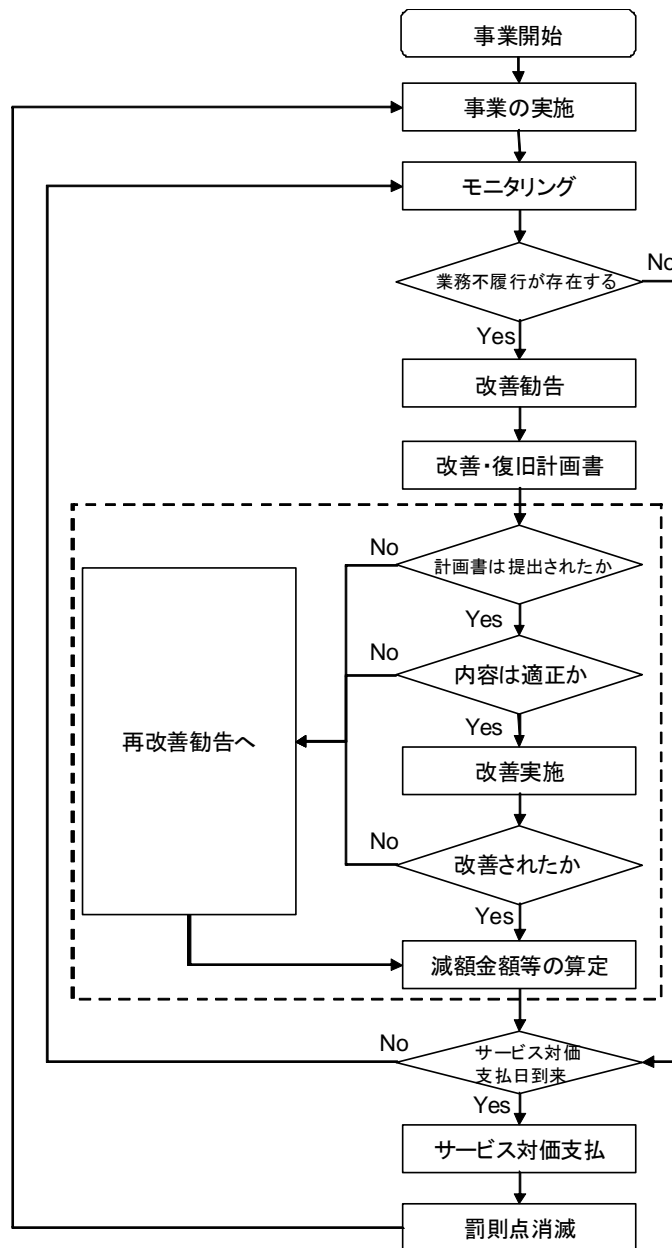 事業開始
事業の実施
モニタリング
業務不履行が存在する
No
Yes
改善勧告
改善・復旧計画書
No
計画書は提出されたか
Yes
No
内容は適正か
Yes
再改善勧告へ
改善実施
No
改善されたか
Yes
減額金額等の算定
No
サービス対価
支払日到来
Yes
サービス対価支払
罰則点消滅